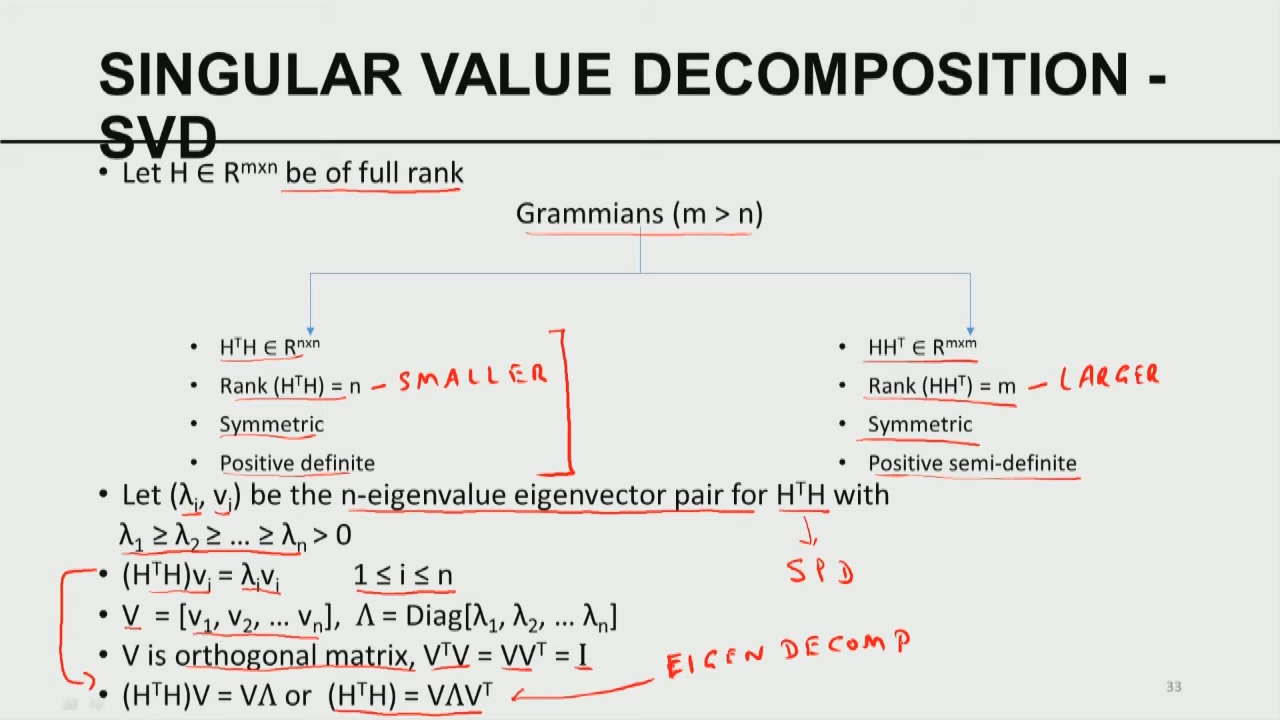 SINGULAR VALUE DECOMPOSITION -
SVD
• Let H ∈ Rᵐˣⁿ be of full rank
Grammians (m > n)
• HᵀH ∈ Rⁿˣⁿ
• Rank (HᵀH) = n – SMALLER
• Symmetric
• Positive definite
• HHᵀ ∈ Rᵐˣᵐ
• Rank (HHᵀ) = m – LARGER
• Symmetric
• Positive semi-definite
• Let (λᵢ, vᵢ) be the n-eigenvalue eigenvector pair for HᵀH with
λ₁ ≥ λ₂ ≥ ... ≥ λₙ > 0
SPD
• (HᵀH)vᵢ = λᵢvᵢ 1 ≤ i ≤ n
• V = [v₁, v₂, ... vₙ], Λ = Diag[λ₁, λ₂, ... λₙ]
• V is orthogonal matrix, VᵀV = VVᵀ = I
EIGEN DECOMP
• (HᵀH)V = VΛ or (HᵀH) = VΛVᵀ
33